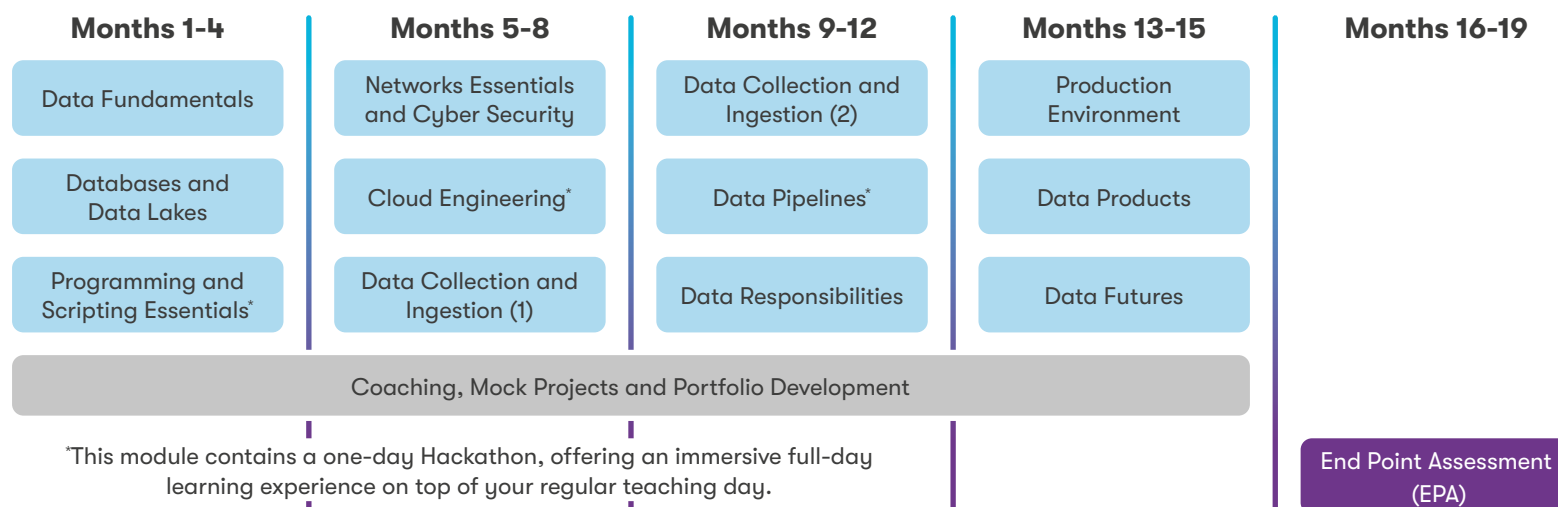 Months 1-4
Months 5-8
Months 9-12
Months 13-15
Months 16-19
Data Fundamentals
Networks Essentials
and Cyber Security
Data Collection and
Ingestion (2)
Production
Environment
Databases and
Data Lakes
Cloud Engineering*
Data Pipelines*
Data Products
Programming and
Scripting Essentials*
Data Collection and
Ingestion (1)
Data Responsibilities
Data Futures
Coaching, Mock Projects and Portfolio Development
*This module contains a one-day Hackathon, offering an immersive full-day
learning experience on top of your regular teaching day.
End Point Assessment
(EPA)